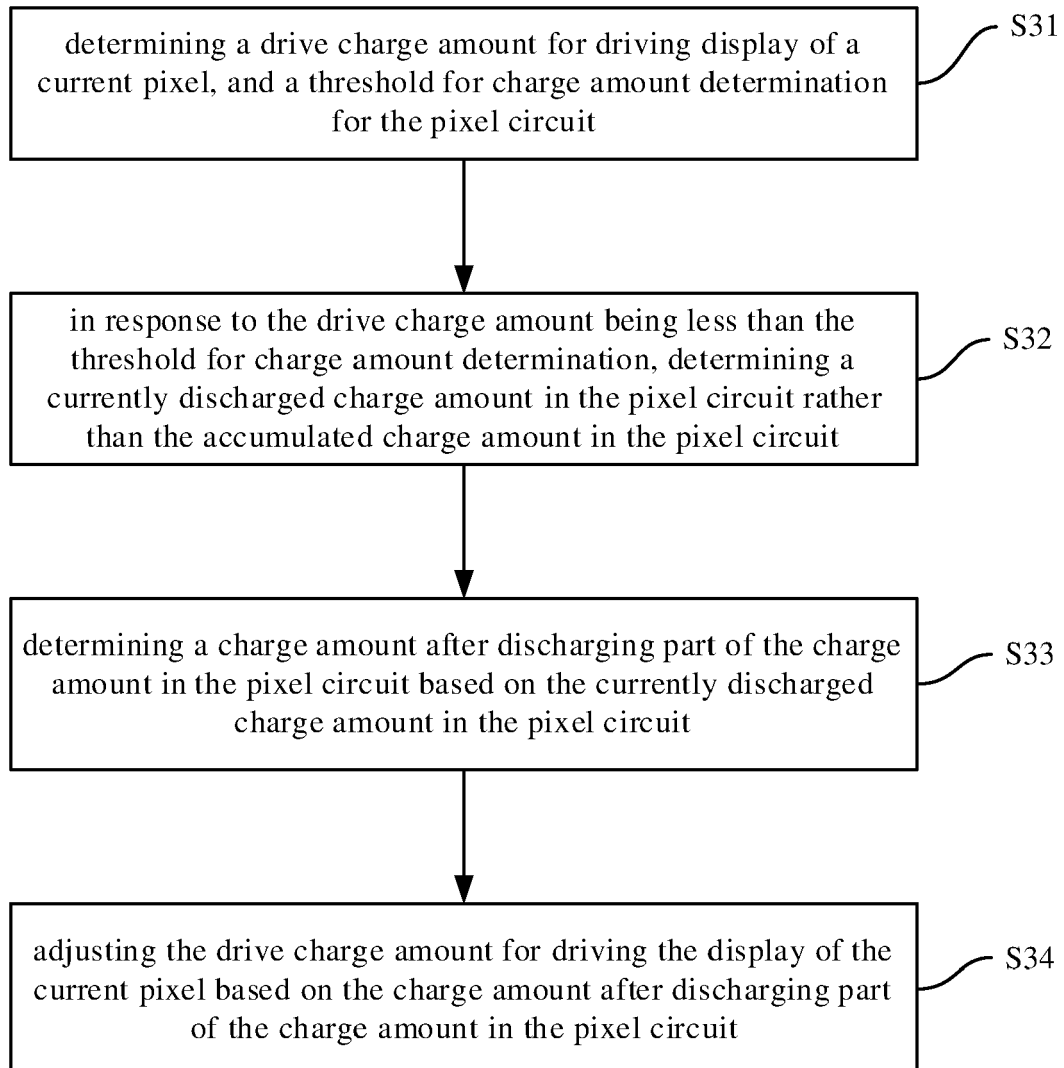 determining a drive charge amount for driving display of a
current pixel, and a threshold for charge amount determination
for the pixel circuit
S31
in response to the drive charge amount being less than the
threshold for charge amount determination, determining a
currently discharged charge amount in the pixel circuit rather
than the accumulated charge amount in the pixel circuit
S32
determining a charge amount after discharging part of the charge
amount in the pixel circuit based on the currently discharged
charge amount in the pixel circuit
S33
adjusting the drive charge amount for driving the display of the
current pixel based on the charge amount after discharging part
of the charge amount in the pixel circuit
S34